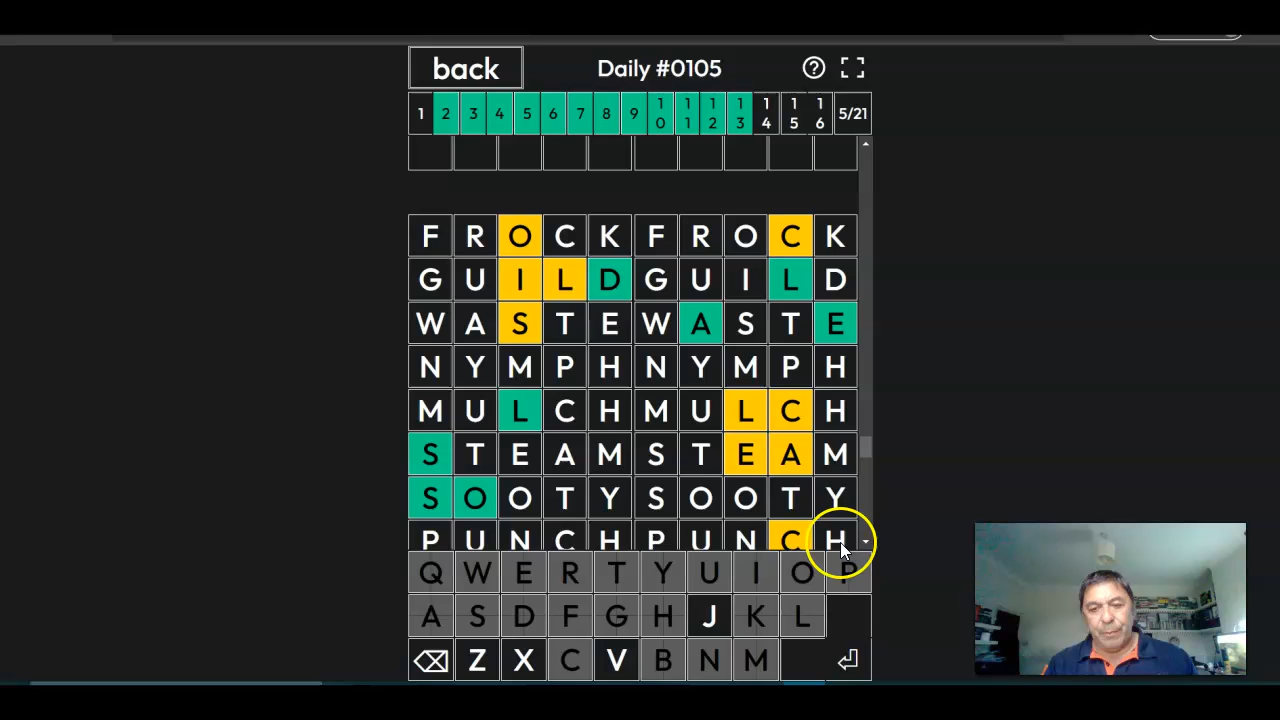 back Daily #0105 ?
1 2 3 4 5 6 7 8 9 10 11 12 13 14 15 16 5/21
F R O C K F R O C K
G U I L D G U I L D
W A S T E W A S T E
N Y M P H N Y M P H
M U L C H M U L C H
S T E A M S T E A M
S O O T Y S O O T Y
P U N C H P U N C H
Q W E R T Y U I O P
A S D F G H J K L
Z X C V B N M